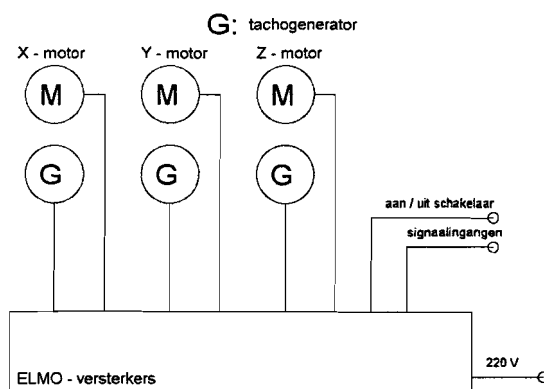 G: tachogenerator
X - motor Y - motor Z - motor
M M M
G G G
aan / uit schakelaar
signaalingangen
220 V
ELMO - versterkers